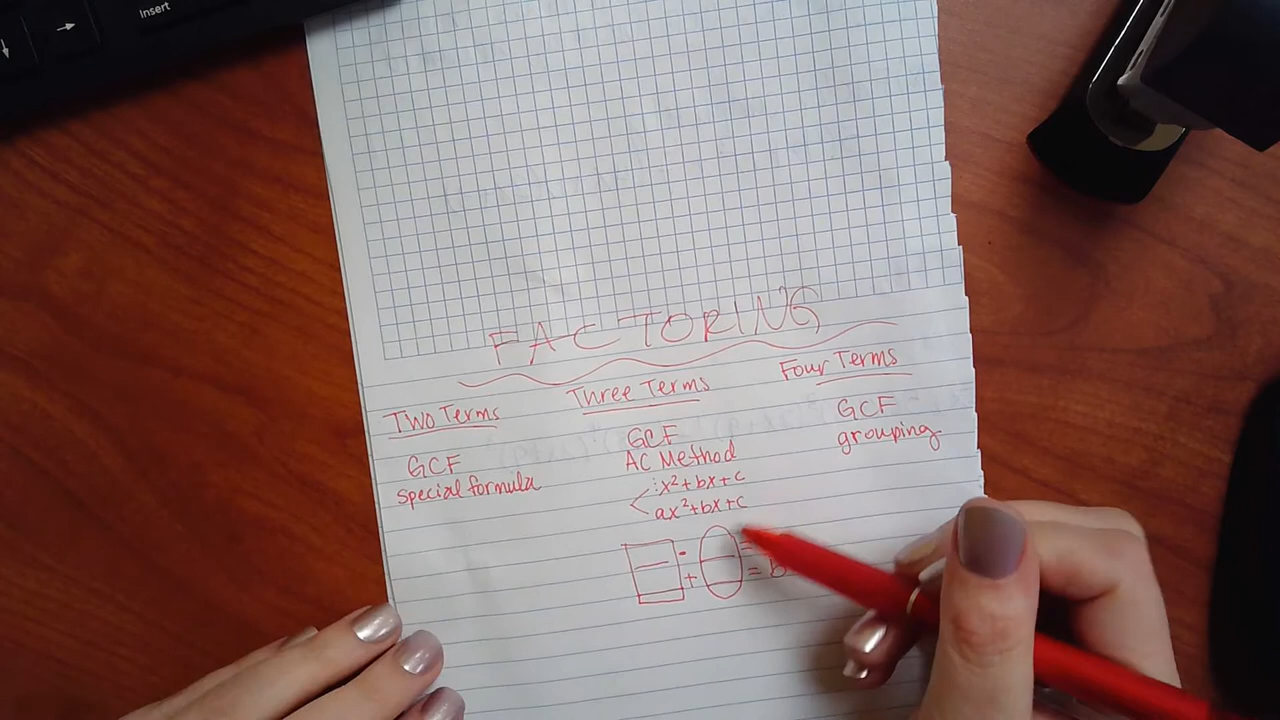 Insert
FACTORING
Two Terms
GCF
special formula
Three Terms
GCF
AC Method
x²+bx+c
ax²+bx+c
· =
+ = b
Four Terms
GCF
grouping